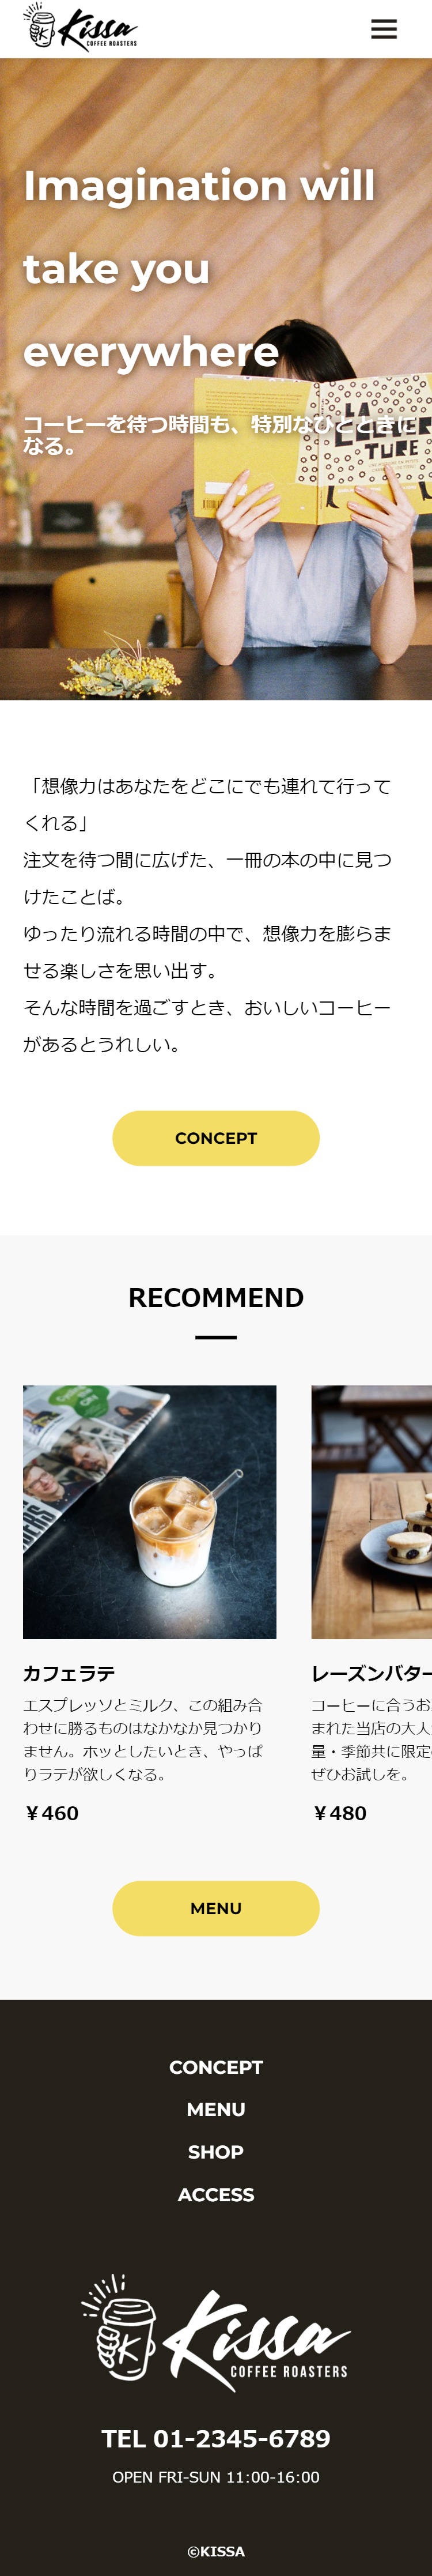 Kissa
COFFEE ROASTERS
Imagination will
take you
everywhere
コーヒーを待つ時間も、特別なひとときに
なる。
LA
TURE
「想像力はあなたをどこにでも連れて行って
くれる」
注文を待つ間に広げた、一冊の本の中に見つ
けたことば。
ゆったり流れる時間の中で、想像力を膨らま
せる楽しさを思い出す。
そんな時間を過ごすとき、おいしいコーヒー
があるとうれしい。
CONCEPT
RECOMMEND
カフェラテ
エスプレッソとミルク、この組み合
わせに勝るものはなかなか見つかり
ません。ホッとしたいとき、やっぱ
りラテが欲しくなる。
¥460
レーズンバター
コーヒーに合うお
まれた当店の大人
量・季節共に限定
ぜひお試しを。
¥480
MENU
CONCEPT
MENU
SHOP
ACCESS
K
Kissa
COFFEE ROASTERS
TEL 01-2345-6789
OPEN FRI-SUN 11:00-16:00
©KISSA